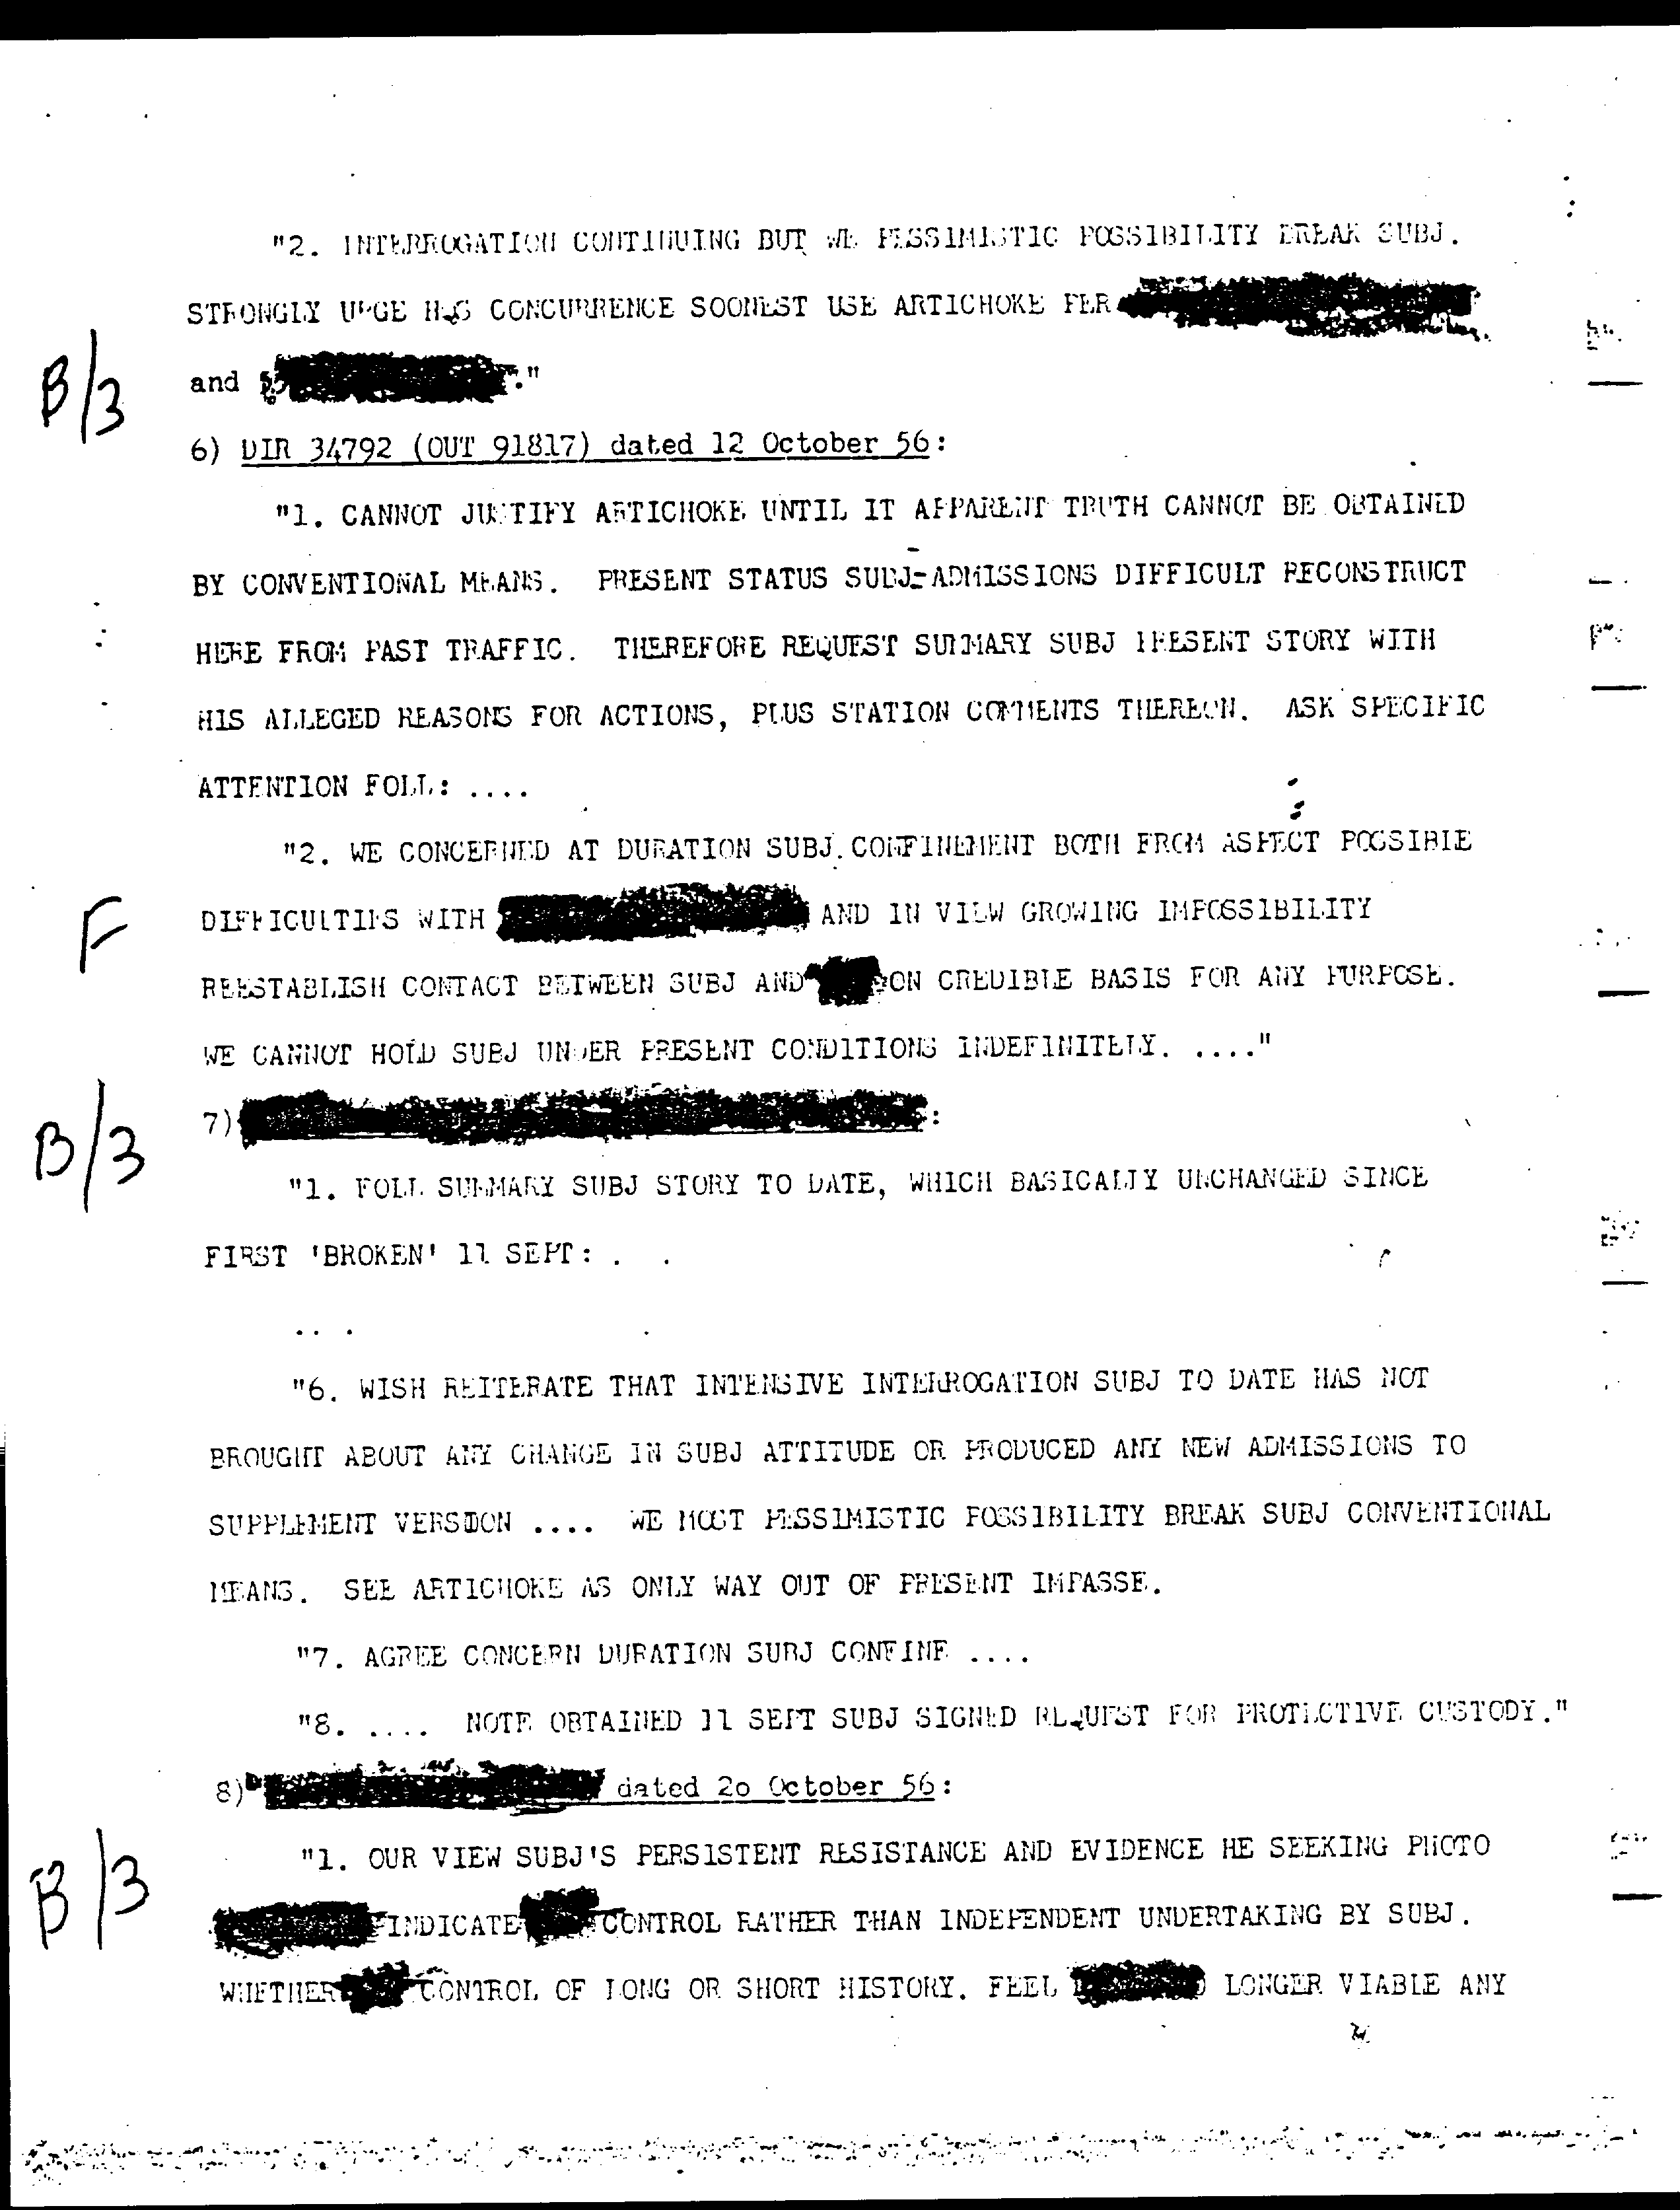 "2. INTERROGATION CONTINUING BUT WE PESSIMISTIC POSSIBILITY BREAK SUBJ.
STRONGLY URGE HQS CONCURRENCE SOONEST USE ARTICHOKE PER
and ."
B/3
6) DIR 34792 (OUT 91817) dated 12 October 56:
"1. CANNOT JUSTIFY ARTICHOKE UNTIL IT APPARENT TRUTH CANNOT BE OBTAINED
BY CONVENTIONAL MEANS. PRESENT STATUS SUBJ-ADMISSIONS DIFFICULT RECONSTRUCT
HERE FROM PAST TRAFFIC. THEREFORE REQUEST SUMMARY SUBJ PRESENT STORY WITH
HIS ALLEGED REASONS FOR ACTIONS, PLUS STATION COMMENTS THEREON. ASK SPECIFIC
ATTENTION FOLL: ....
"2. WE CONCERNED AT DURATION SUBJ. CONFINEMENT BOTH FROM ASPECT POSSIBLE
F
DIFFICULTIES WITH AND IN VIEW GROWING IMPOSSIBILITY
REESTABLISH CONTACT BETWEEN SUBJ AND ON CREDIBLE BASIS FOR ANY PURPOSE.
WE CANNOT HOLD SUBJ UNDER PRESENT CONDITIONS INDEFINITELY. ...."
B/3
7) :
"1. FOLL SUMMARY SUBJ STORY TO DATE, WHICH BASICALLY UNCHANGED SINCE
FIRST 'BROKEN' 11 SEPT: . .
.. .
"6. WISH REITERATE THAT INTENSIVE INTERROGATION SUBJ TO DATE HAS NOT
BROUGHT ABOUT ANY CHANGE IN SUBJ ATTITUDE OR PRODUCED ANY NEW ADMISSIONS TO
SUPPLEMENT VERSION .... WE MOST PESSIMISTIC POSSIBILITY BREAK SUBJ CONVENTIONAL
MEANS. SEE ARTICHOKE AS ONLY WAY OUT OF PRESENT IMPASSE.
"7. AGREE CONCERN DURATION SUBJ CONFINE ....
"8. .... NOTE OBTAINED 11 SEPT SUBJ SIGNED REQUEST FOR PROTECTIVE CUSTODY."
8) dated 20 October 56:
"1. OUR VIEW SUBJ'S PERSISTENT RESISTANCE AND EVIDENCE HE SEEKING PHOTO
B/3
INDICATE CONTROL RATHER THAN INDEPENDENT UNDERTAKING BY SUBJ.
WHETHER CONTROL OF LONG OR SHORT HISTORY. FEEL LONGER VIABLE ANY